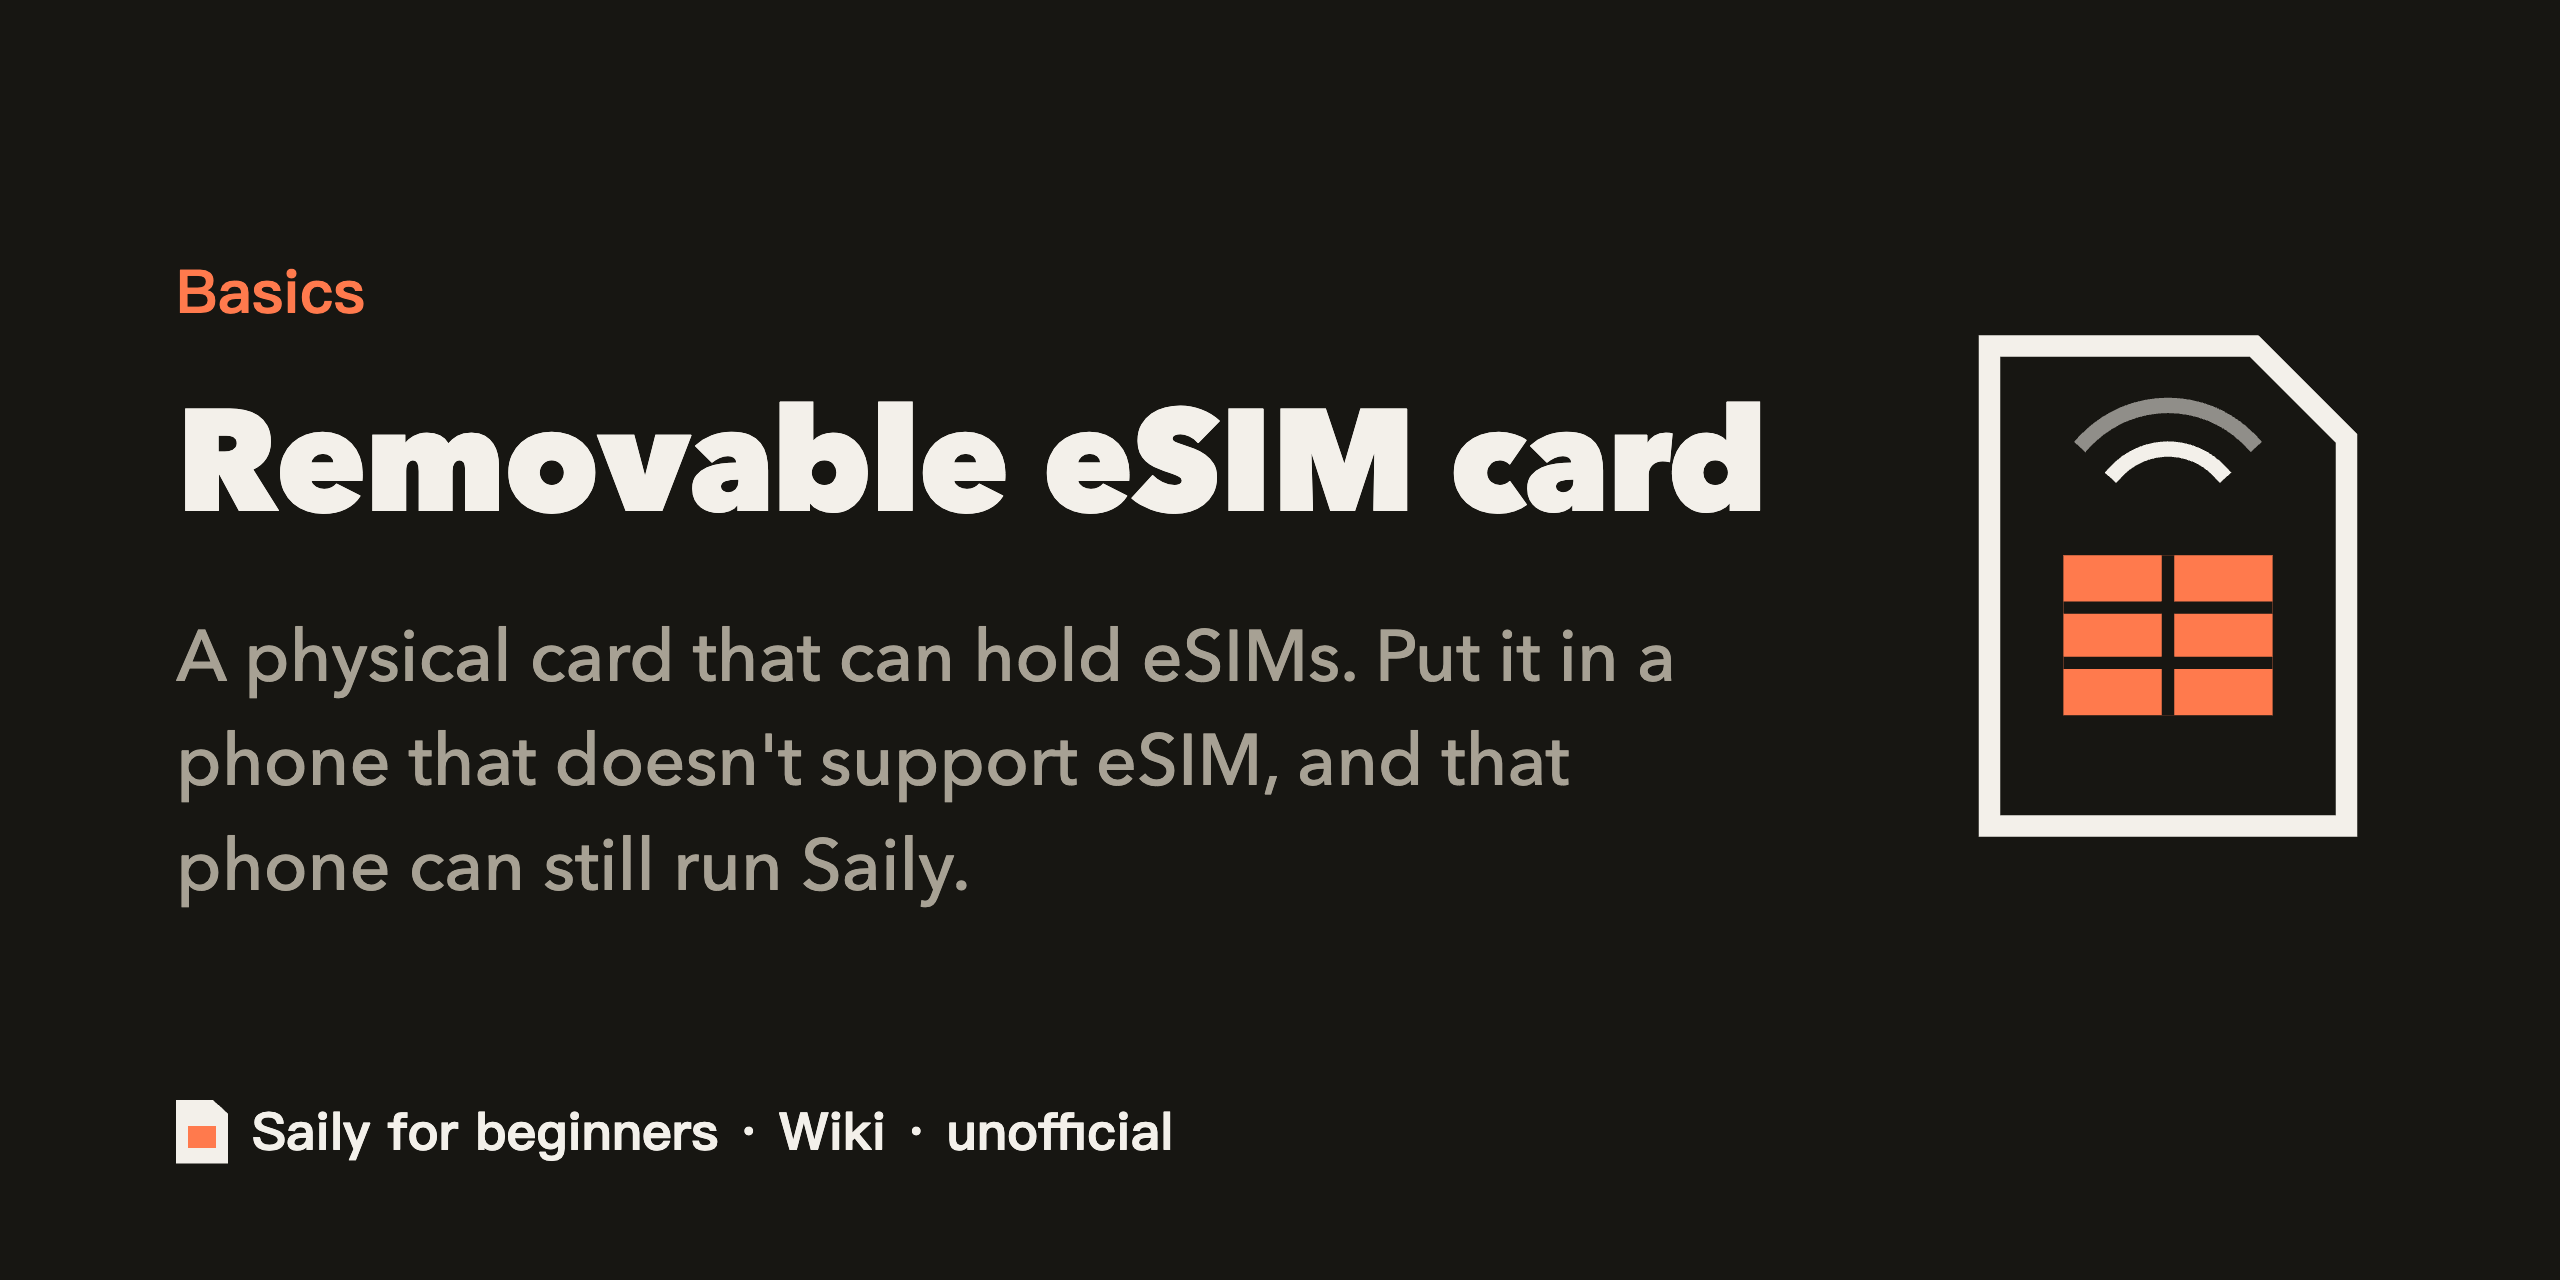 Basics
Removable eSIM card
A physical card that can hold eSIMs. Put it in a
phone that doesn't support eSIM, and that
phone can still run Saily.
Saily for beginners · Wiki · unofficial